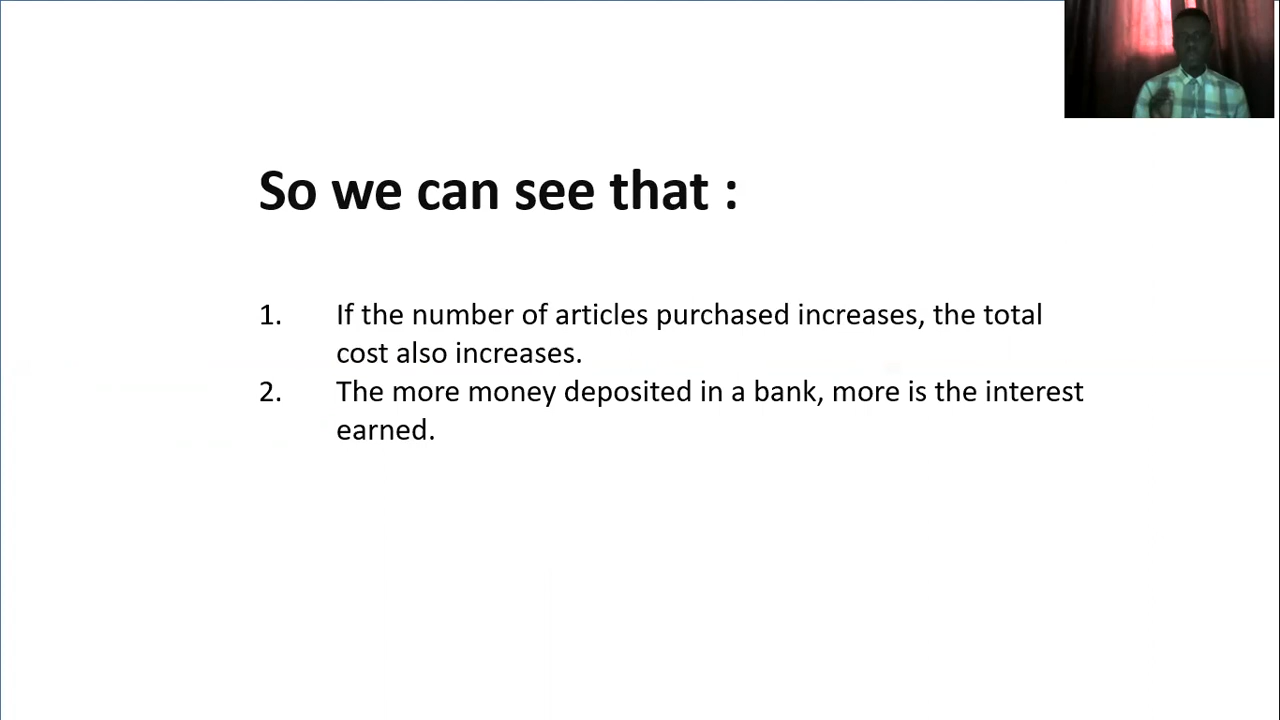 So we can see that :
1. If the number of articles purchased increases, the total
cost also increases.
2. The more money deposited in a bank, more is the interest
earned.